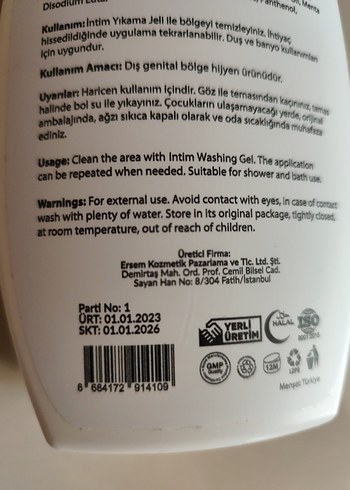 Disodium
Panthenol,
Kullanım: İntim Yıkama Jeli ile bölgeyi temizleyiniz. İhtiyaç
hissedildiğinde uygulama tekrarlanabilir. Duş ve banyo kullanımları
için uygundur.
Kullanım Amacı: Dış genital bölge hijyen ürünüdür.
Uyarılar: Haricen kullanım içindir. Göz ile temasından kaçınınız, temas
halinde bol su ile yıkayınız. Çocukların ulaşamayacağı yerde, orijinal
ambalajında, ağzı sıkıca kapalı olarak ve oda sıcaklığında muhafaza
ediniz.
Usage: Clean the area with Intim Washing Gel. The application
can be repeated when needed. Suitable for shower and bath use.
Warnings: For external use. Avoid contact with eyes, in case of contact
wash with plenty of water. Store in its original package, tightly closed,
at room temperature, out of reach of children.
Üretici Firma:
Ersem Kozmetik Pazarlama ve Tic. Ltd. Şti.
Demirtaş Mah. Ord. Prof. Cemil Bilsel Cad.
Sayan Han No: 8/304 Fatih/İstanbul
Parti No: 1
ÜRT: 01.01.2023
SKT: 01.01.2026
YERLİ
ÜRETİM
HALAL
ISO
GMP
Quality
12M
LDPE
8 684172 914109
Menşei: Türkiye